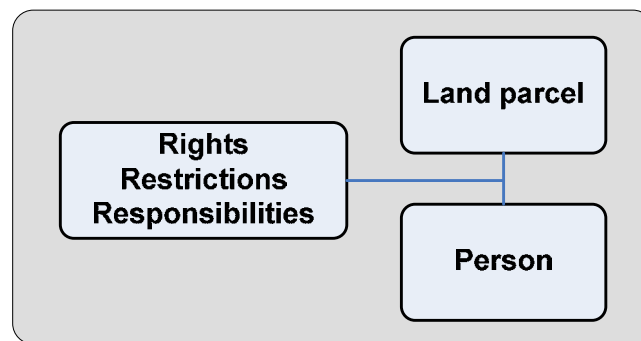 Land parcel
Rights
Restrictions
Responsibilities
Person